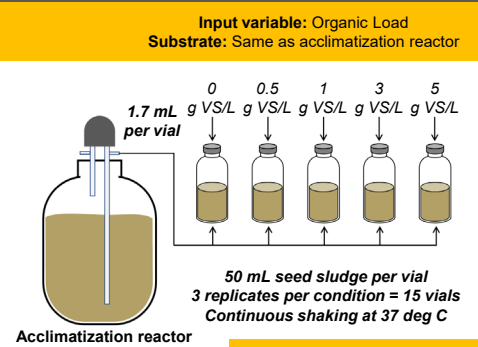 Input variable: Organic Load
Substrate: Same as acclimatization reactor
1.7 mL
per vial
0 0.5 1 3 5
g VS/L g VS/L g VS/L g VS/L g VS/L
50 mL seed sludge per vial
3 replicates per condition = 15 vials
Continuous shaking at 37 deg C
Acclimatization reactor